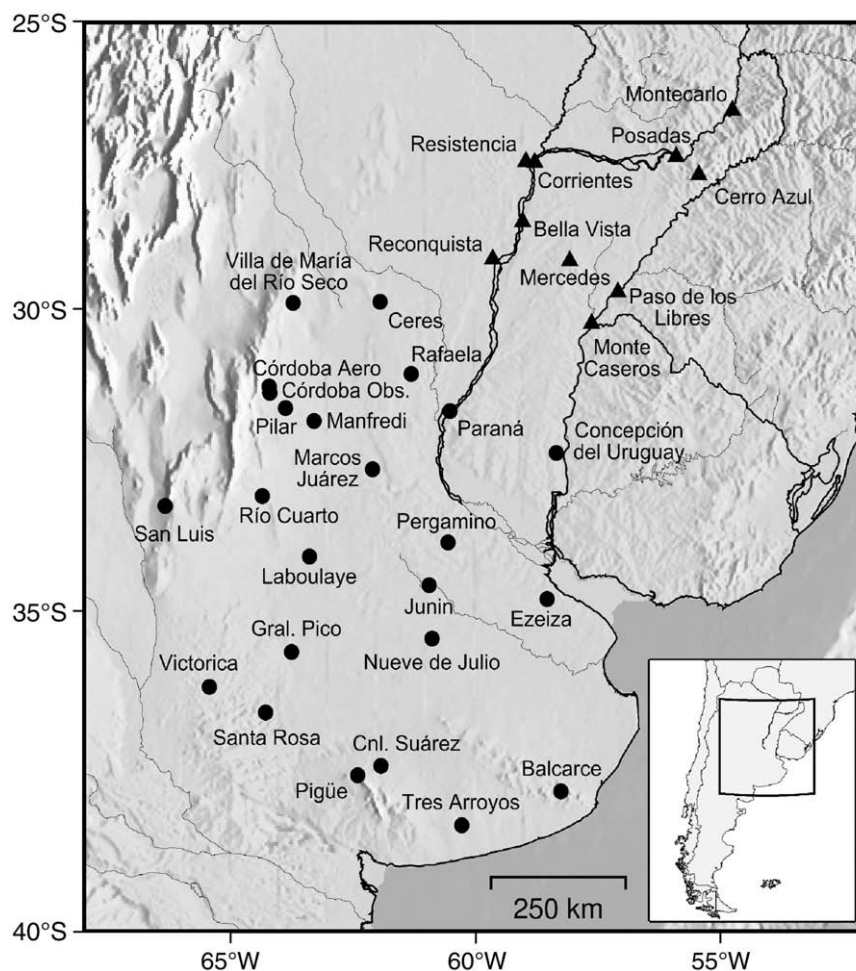 25°S
Montecarlo
Resistencia
Posadas
Corrientes
Cerro Azul
Bella Vista
Reconquista
Mercedes
Villa de María
del Río Seco
Paso de los
Libres
30°S
Ceres
Rafaela
Monte
Caseros
Córdoba Aero
Córdoba Obs.
Pilar
Manfredi
Paraná
Concepción
del Uruguay
Marcos
Juárez
San Luis
Río Cuarto
Pergamino
Laboulaye
35°S
Junin
Ezeiza
Gral. Pico
Nueve de Julio
Victorica
Santa Rosa
Cnl. Suárez
Pigüe
Balcarce
Tres Arroyos
250 km
40°S
65°W
60°W
55°W